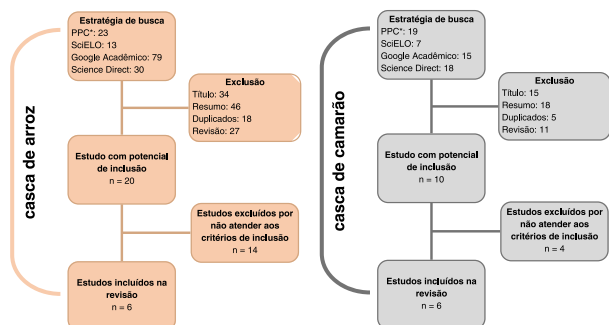 casca de arroz
Estratégia de busca
PPC*: 23
SciELO: 13
Google Acadêmico: 79
Science Direct: 30
Exclusão
Título: 34
Resumo: 46
Duplicados: 18
Revisão: 27
Estudo com potencial
de inclusão
n = 20
Estudos excluídos por
não atender aos
critérios de inclusão
n = 14
Estudos incluídos na
revisão
n = 6
casca de camarão
Estratégia de busca
PPC*: 19
SciELO: 7
Google Acadêmico: 15
Science Direct: 18
Exclusão
Título: 15
Resumo: 18
Duplicados: 5
Revisão: 11
Estudo com potencial
de inclusão
n = 10
Estudos excluídos por
não atender aos
critérios de inclusão
n = 4
Estudos incluídos na
revisão
n = 6